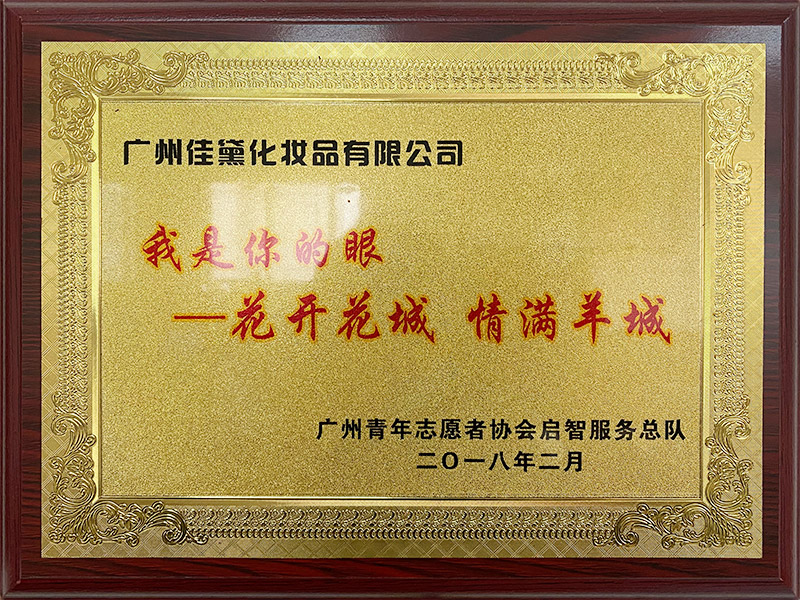 广州佳黛化妆品有限公司
我是你的眼
—花开花城 情满羊城
广州青年志愿者协会启智服务总队
二〇一八年二月